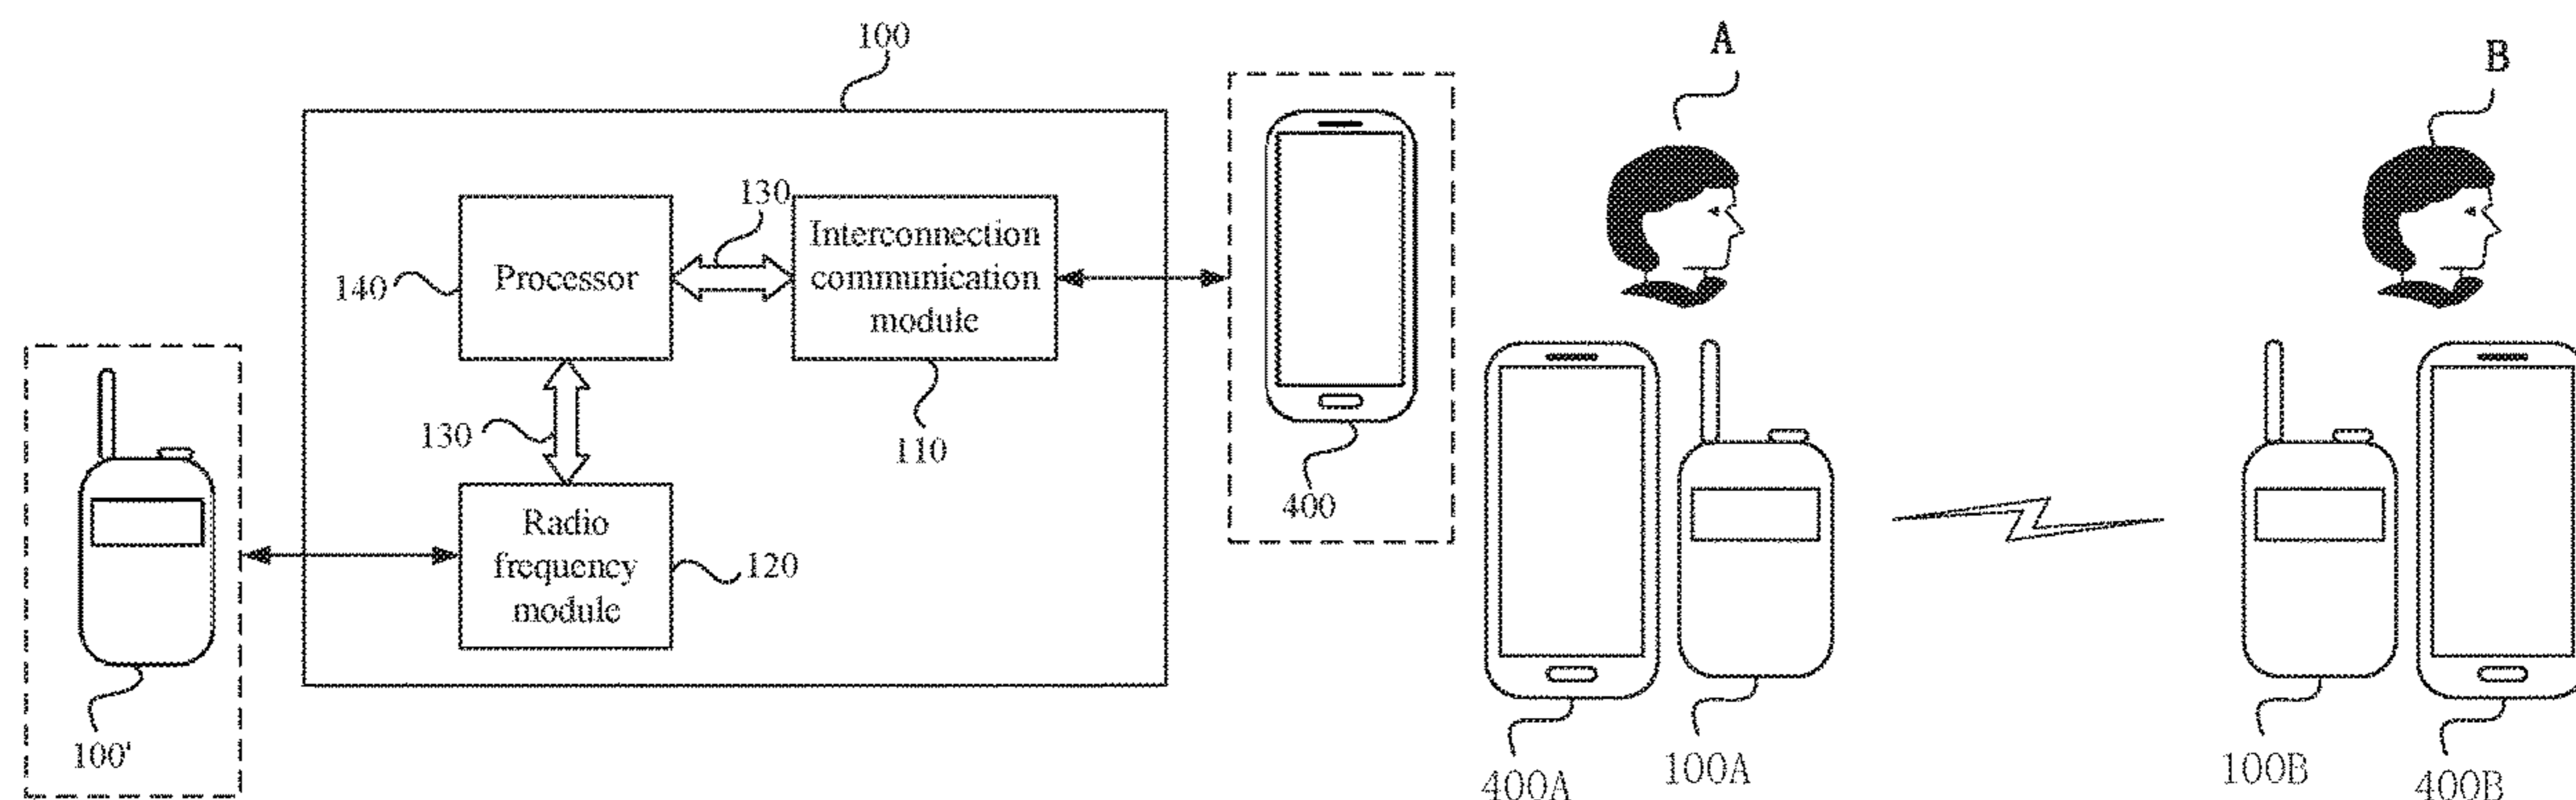 100
A
B
130
Processor
Interconnection
communication
module
140
130
110
400
Radio
frequency
module
120
100'
400A
100A
100B
400B